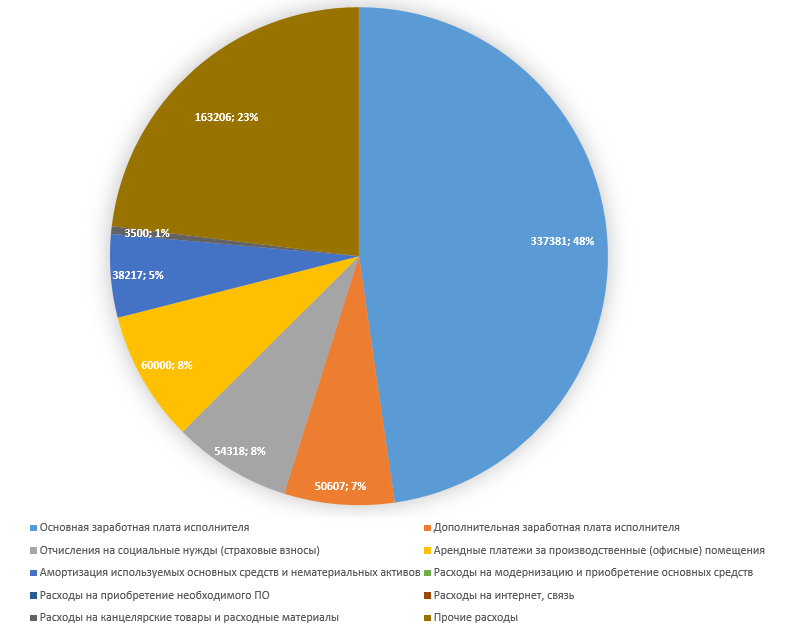 163206; 23%
3500; 1%
337381; 48%
38217; 5%
60000; 8%
54318; 8%
50607; 7%
Основная заработная плата исполнителя
Дополнительная заработная плата исполнителя
Отчисления на социальные нужды (страховые взносы)
Арендные платежи за производственные (офисные) помещения
Амортизация используемых основных средств и нематериальных активов
Расходы на модернизацию и приобретение основных средств
Расходы на приобретение необходимого ПО
Расходы на интернет, связь
Расходы на канцелярские товары и расходные материалы
Прочие расходы